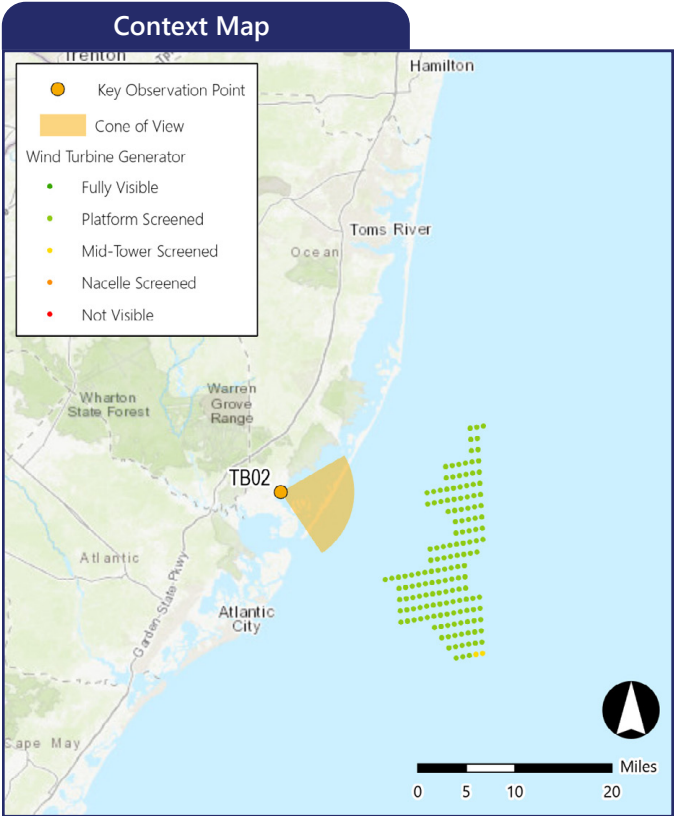 Context Map
Trenton
Hamilton
Key Observation Point
Cone of View
Wind Turbine Generator
Fully Visible
Platform Screened
Mid-Tower Screened
Nacelle Screened
Not Visible
Toms River
Ocean
Wharton
State Forest
Warren
Grove
Range
TB02
Atlantic
Garden-State-Pkwy
Atlantic
City
Cape May
Miles
0 5 10 20